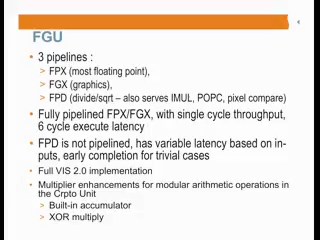 FGU
• 3 pipelines :
> FPX (most floating point),
> FGX (graphics),
> FPD (divide/sqrt – also serves IMUL, POPC, pixel compare)
• Fully pipelined FPX/FGX, with single cycle throughput,
6 cycle execute latency
• FPD is not pipelined, has variable latency based on in-
puts, early completion for trivial cases
• Full VIS 2.0 implementation
• Multiplier enhancements for modular arithmetic operations in
the Crpto Unit
> Built-in accumulator
> XOR multiply